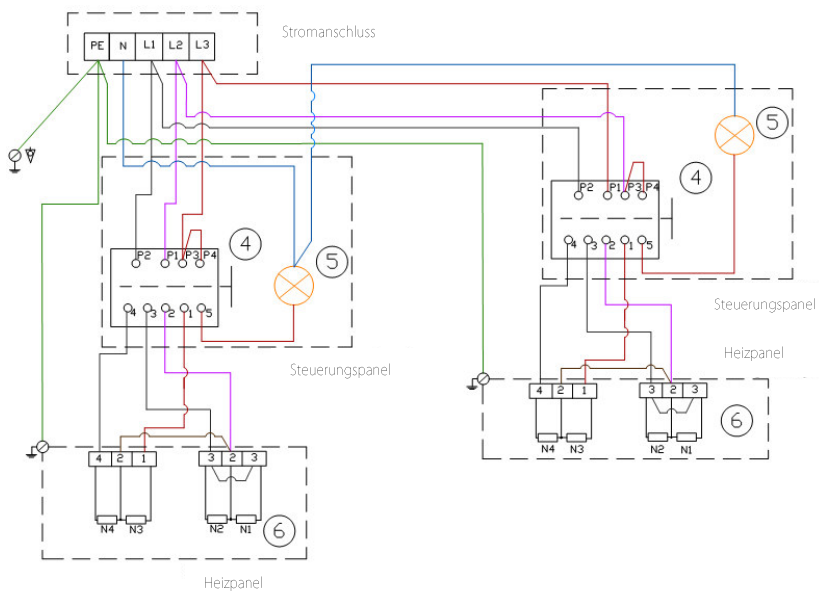 Stromanschluss
PE N L1 L2 L3
5
4
P2 P1 P3 P4
4 3 2 1 5
4
P2 P1 P3 P4
5
4 3 2 1 5
Steuerungspanel
Heizpanel
Steuerungspanel
4 2 1 3 2 3
N4 N3 N2 N1
6
4 2 1 3 2 3
N4 N3 N2 N1
6
Heizpanel